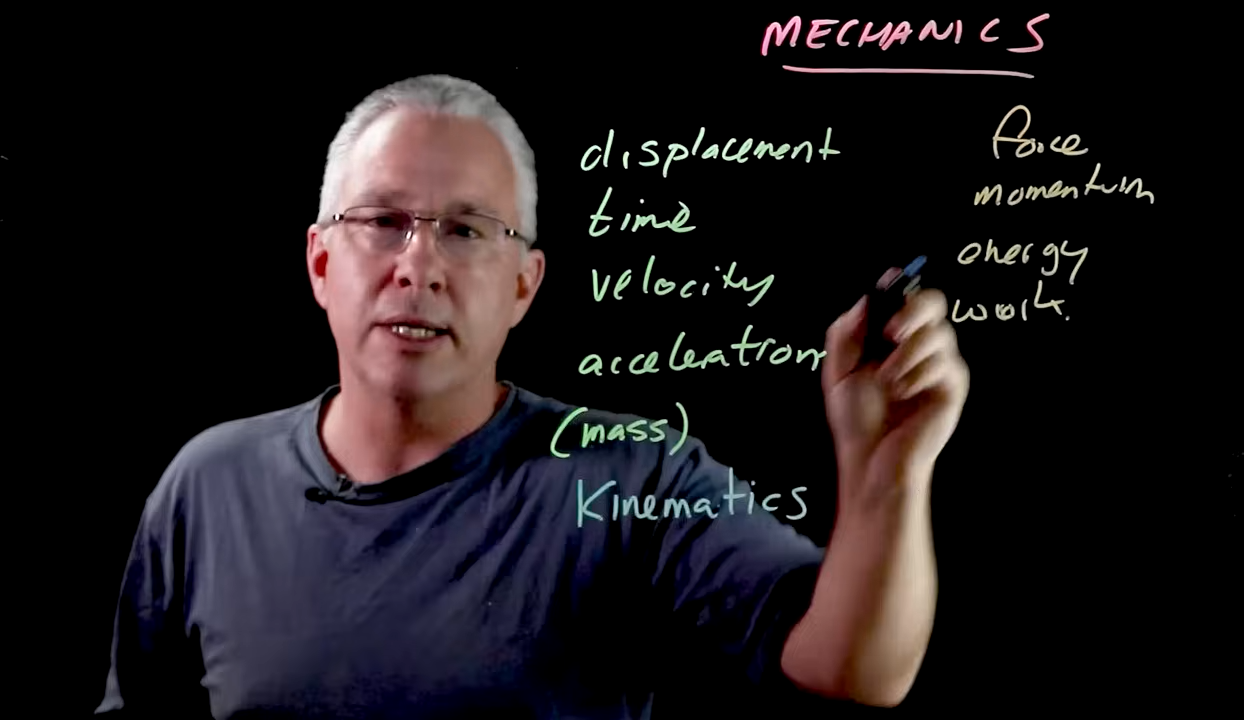 MECHANICS
displacement
time
velocity
acceleration
(mass)
Kinematics
force
momentum
energy
work.